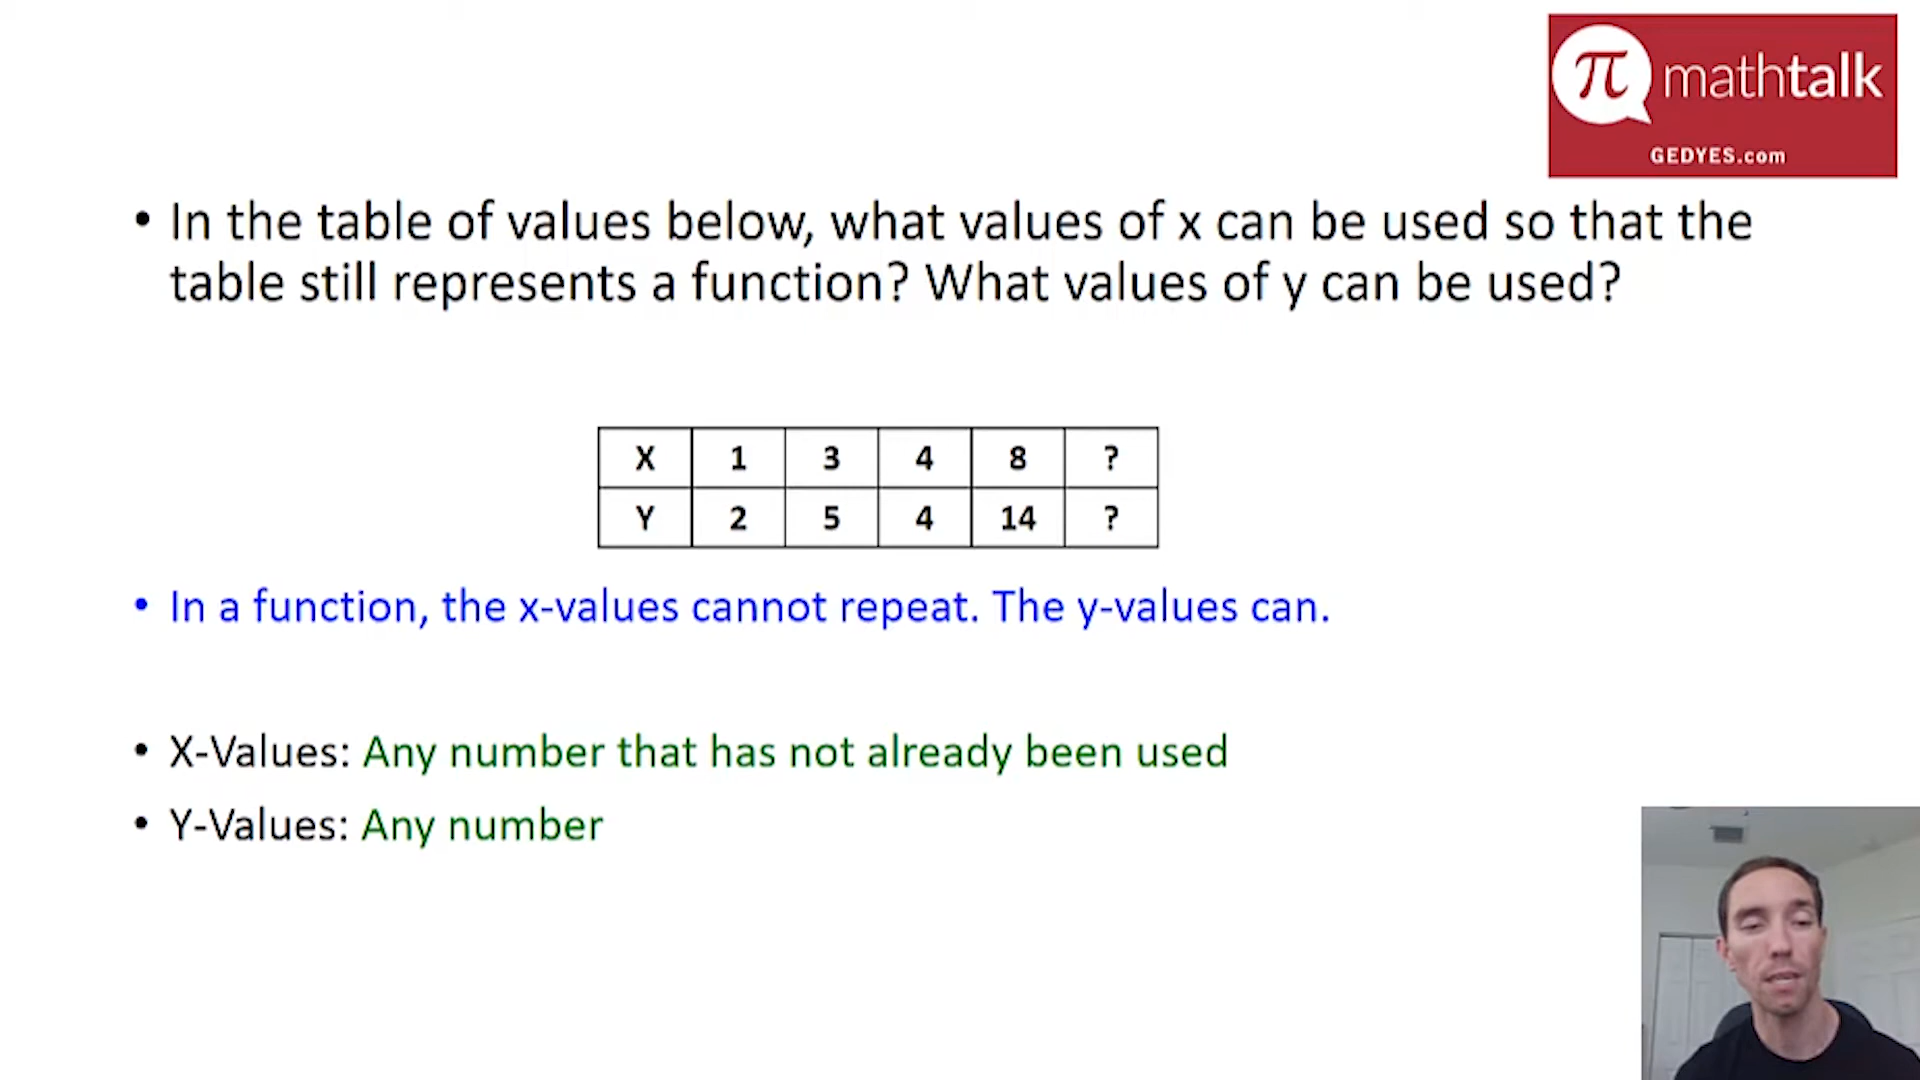 π mathtalk
GEDYES.com
• In the table of values below, what values of x can be used so that the
table still represents a function? What values of y can be used?
X 1 3 4 8 ?
Y 2 5 4 14 ?
• In a function, the x-values cannot repeat. The y-values can.
• X-Values: Any number that has not already been used
• Y-Values: Any number